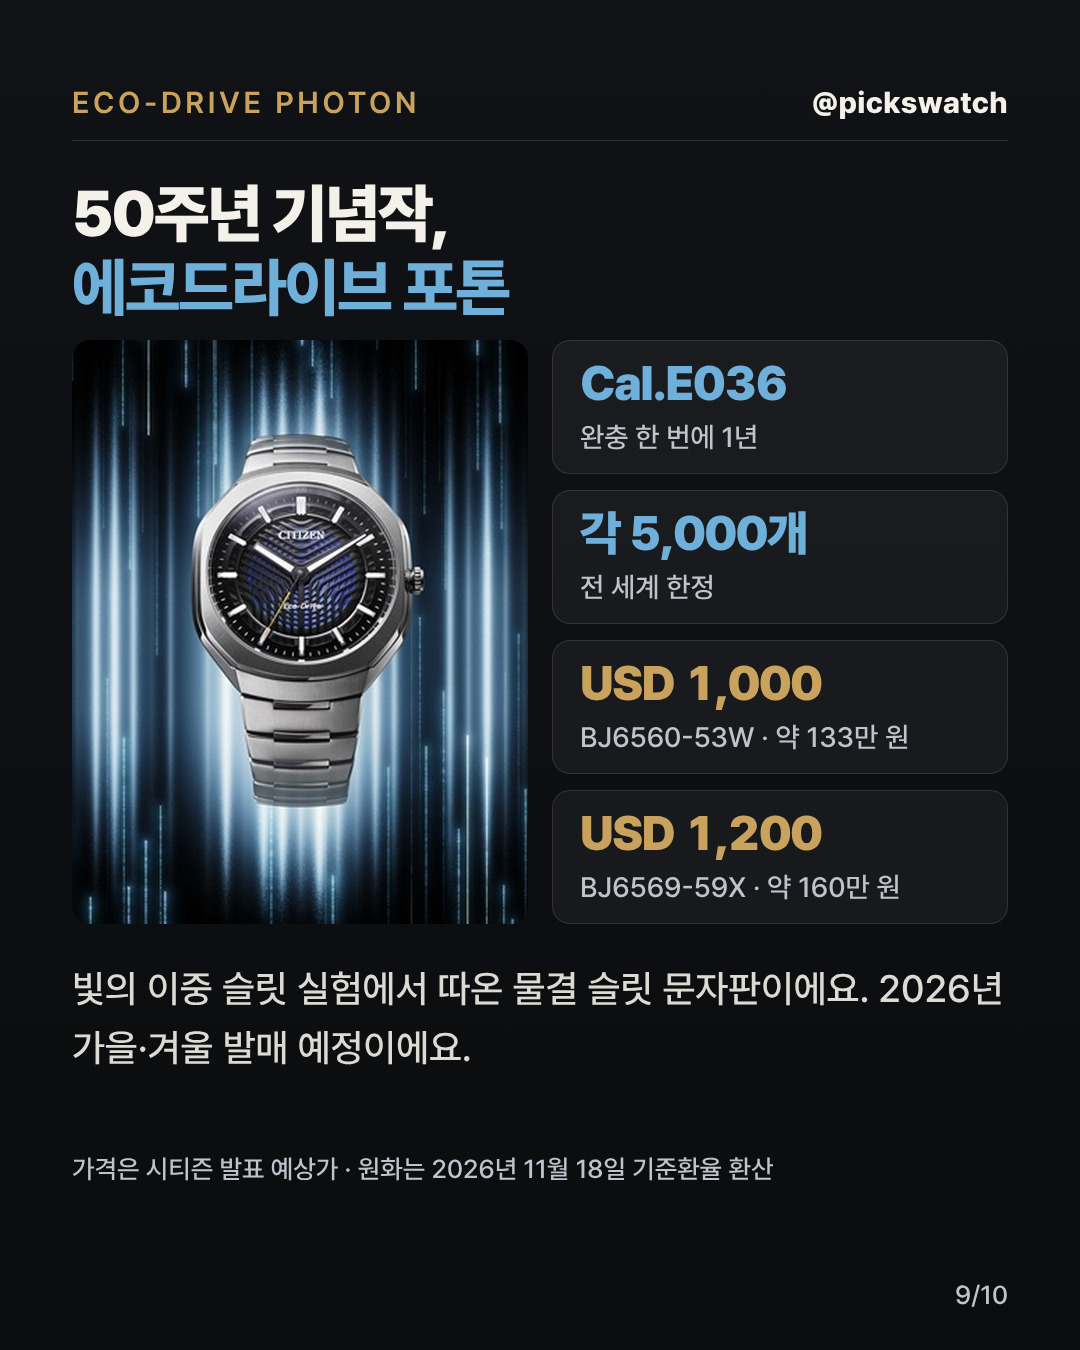 ECO-DRIVE PHOTON
@pickswatch
50주년 기념작,
에코드라이브 포톤
CITIZEN
Eco-Drive
Cal.E036
완충 한 번에 1년
각 5,000개
전 세계 한정
USD 1,000
BJ6560-53W · 약 133만 원
USD 1,200
BJ6569-59X · 약 160만 원
빛의 이중 슬릿 실험에서 따온 물결 슬릿 문자판이에요. 2026년
가을·겨울 발매 예정이에요.
가격은 시티즌 발표 예상가 · 원화는 2026년 11월 18일 기준환율 환산
9/10